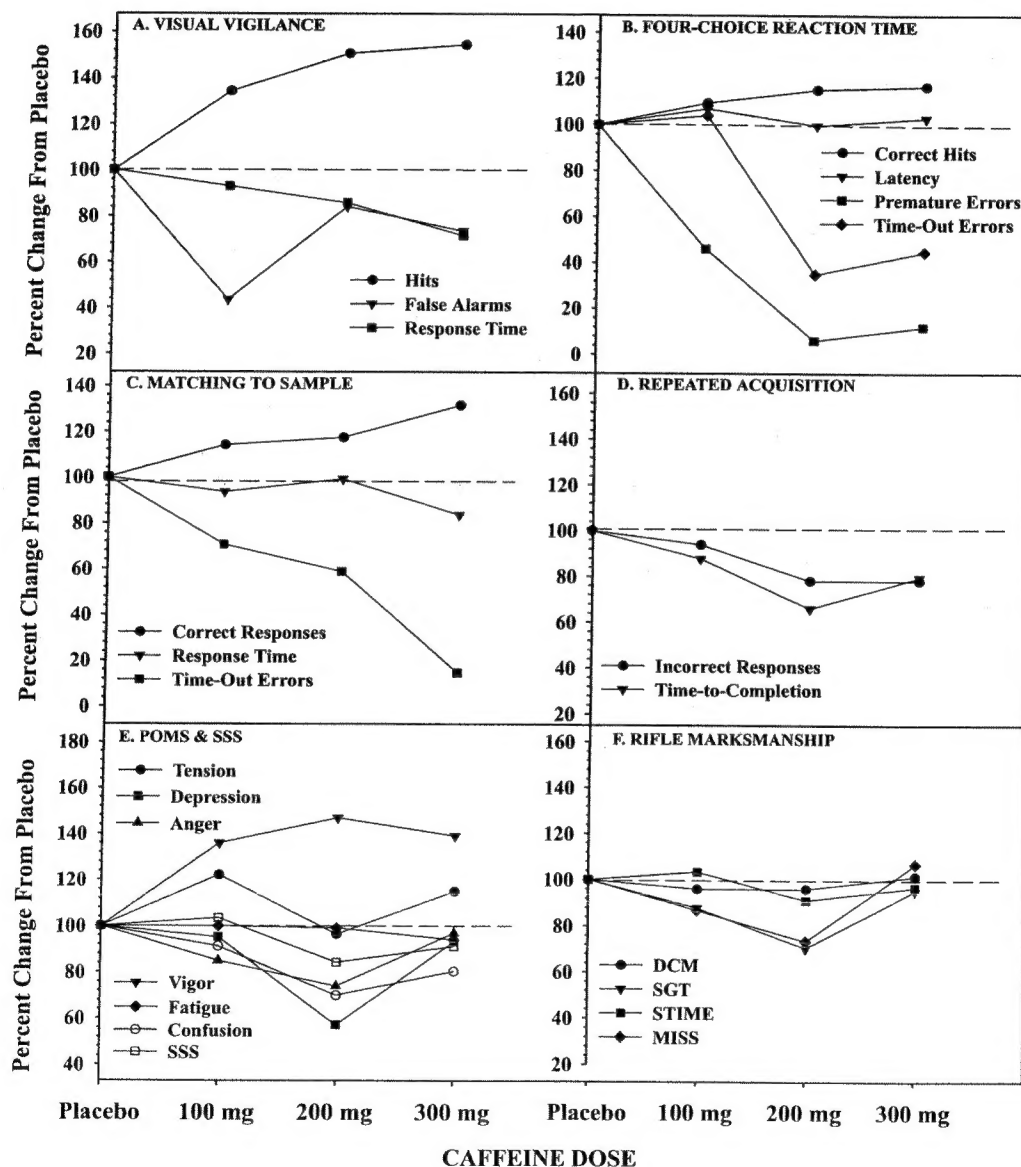 A. VISUAL VIGILANCE
160
140
120
100
80
60
40
20
Hits
False Alarms
Response Time
Percent Change From Placebo
B. FOUR-CHOICE REACTION TIME
140
120
100
80
60
40
20
0
Correct Hits
Latency
Premature Errors
Time-Out Errors
C. MATCHING TO SAMPLE
140
120
100
80
60
40
20
0
Correct Responses
Response Time
Time-Out Errors
Percent Change From Placebo
D. REPEATED ACQUISITION
160
140
120
100
80
60
40
20
Incorrect Responses
Time-to-Completion
E. POMS & SSS
180
160
140
120
100
80
60
40
Tension
Depression
Anger
Vigor
Fatigue
Confusion
SSS
Percent Change From Placebo
F. RIFLE MARKSMANSHIP
160
140
120
100
80
60
40
20
DCM
SGT
STIME
MISS
Placebo 100 mg 200 mg 300 mg
Placebo 100 mg 200 mg 300 mg
CAFFEINE DOSE